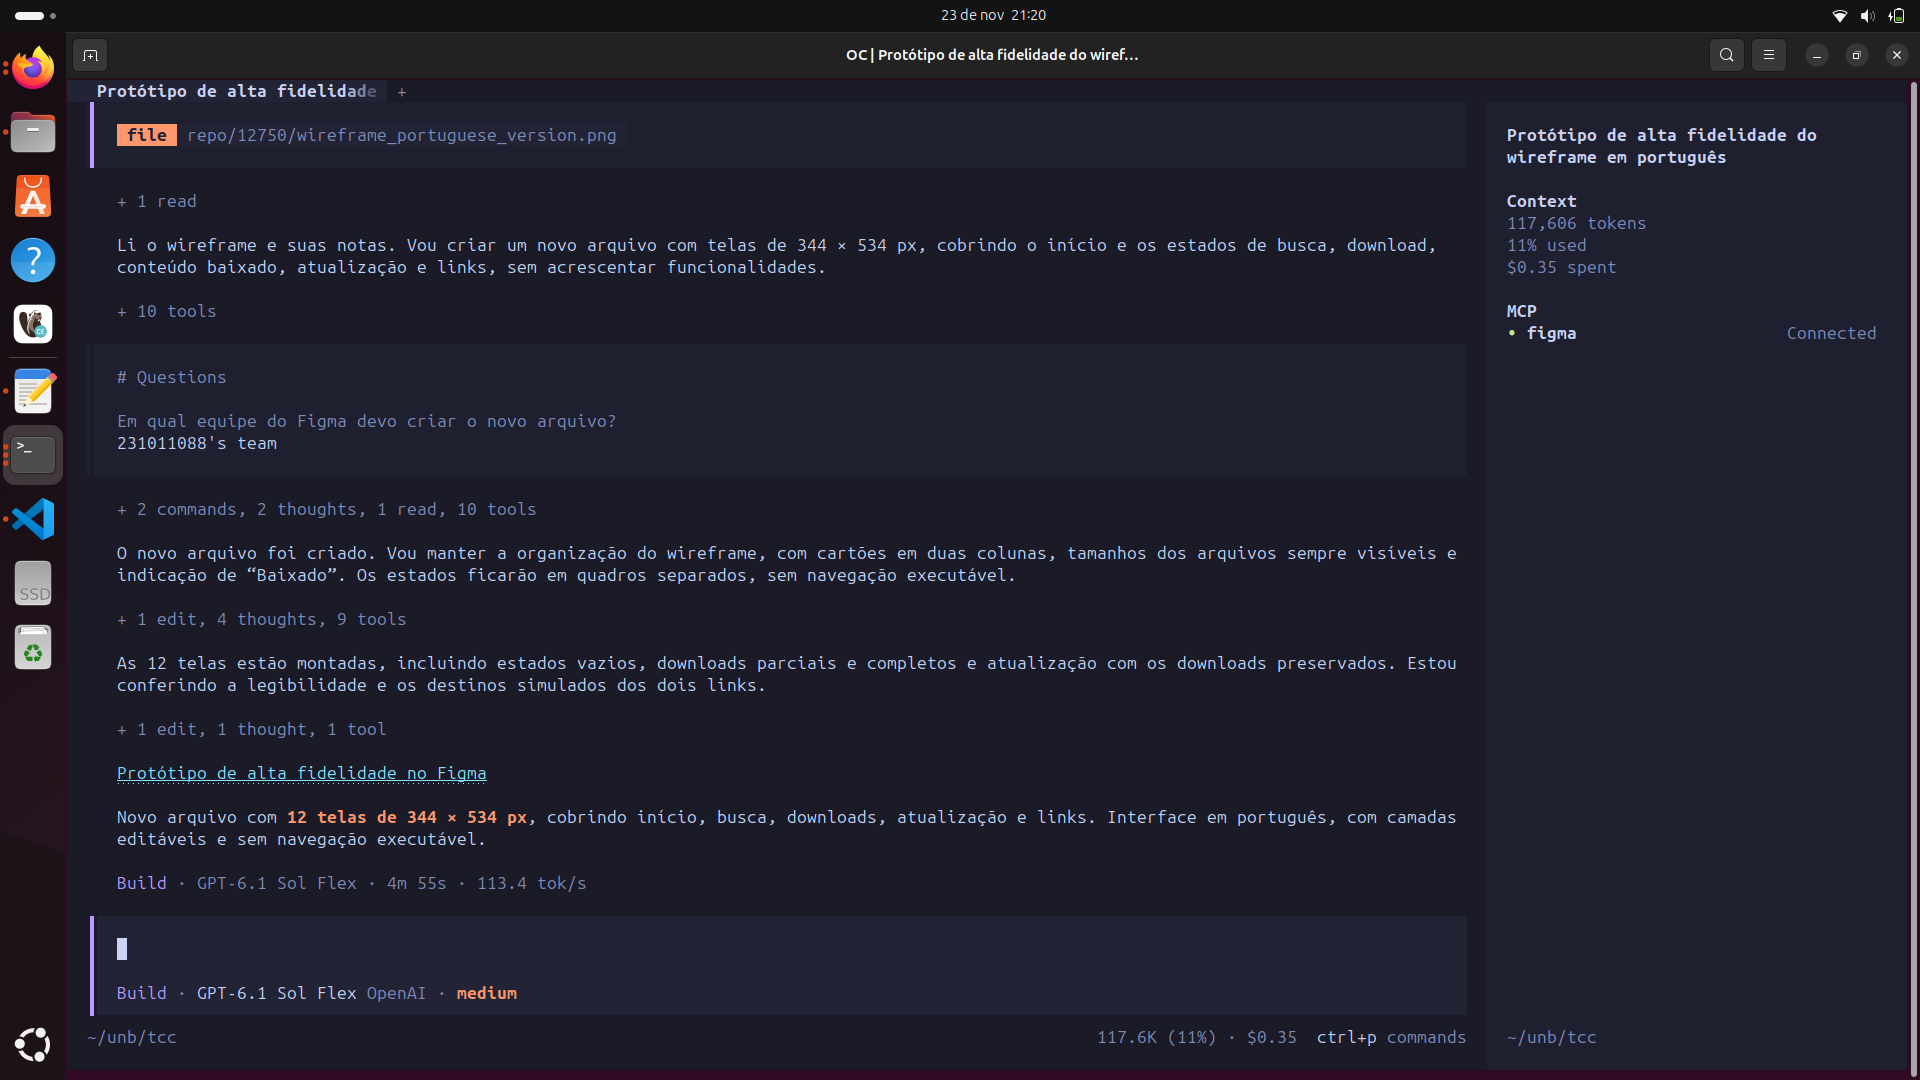 23 de nov 21:20
OC | Protótipo de alta fidelidade do wiref…
Protótipo de alta fidelidade +
file repo/12750/wireframe_portuguese_version.png
+ 1 read
Li o wireframe e suas notas. Vou criar um novo arquivo com telas de 344 × 534 px, cobrindo o início e os estados de busca, download,
conteúdo baixado, atualização e links, sem acrescentar funcionalidades.
+ 10 tools
# Questions
Em qual equipe do Figma devo criar o novo arquivo?
231011088's team
+ 2 commands, 2 thoughts, 1 read, 10 tools
O novo arquivo foi criado. Vou manter a organização do wireframe, com cartões em duas colunas, tamanhos dos arquivos sempre visíveis e
indicação de “Baixado”. Os estados ficarão em quadros separados, sem navegação executável.
+ 1 edit, 4 thoughts, 9 tools
As 12 telas estão montadas, incluindo estados vazios, downloads parciais e completos e atualização com os downloads preservados. Estou
conferindo a legibilidade e os destinos simulados dos dois links.
+ 1 edit, 1 thought, 1 tool
Protótipo de alta fidelidade no Figma
Novo arquivo com 12 telas de 344 × 534 px, cobrindo início, busca, downloads, atualização e links. Interface em português, com camadas
editáveis e sem navegação executável.
Build · GPT-6.1 Sol Flex · 4m 55s · 113.4 tok/s
Build · GPT-6.1 Sol Flex OpenAI · medium
~/unb/tcc
117.6K (11%) · $0.35 ctrl+p commands
Protótipo de alta fidelidade do
wireframe em português
Context
117,606 tokens
11% used
$0.35 spent
MCP
• figma Connected
~/unb/tcc
SSD